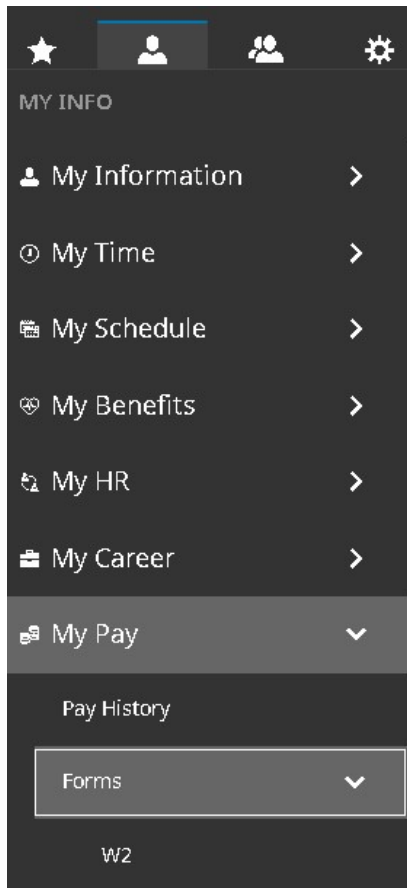 MY INFO
My Information
My Time
My Schedule
My Benefits
My HR
My Career
My Pay
Pay History
Forms
W2